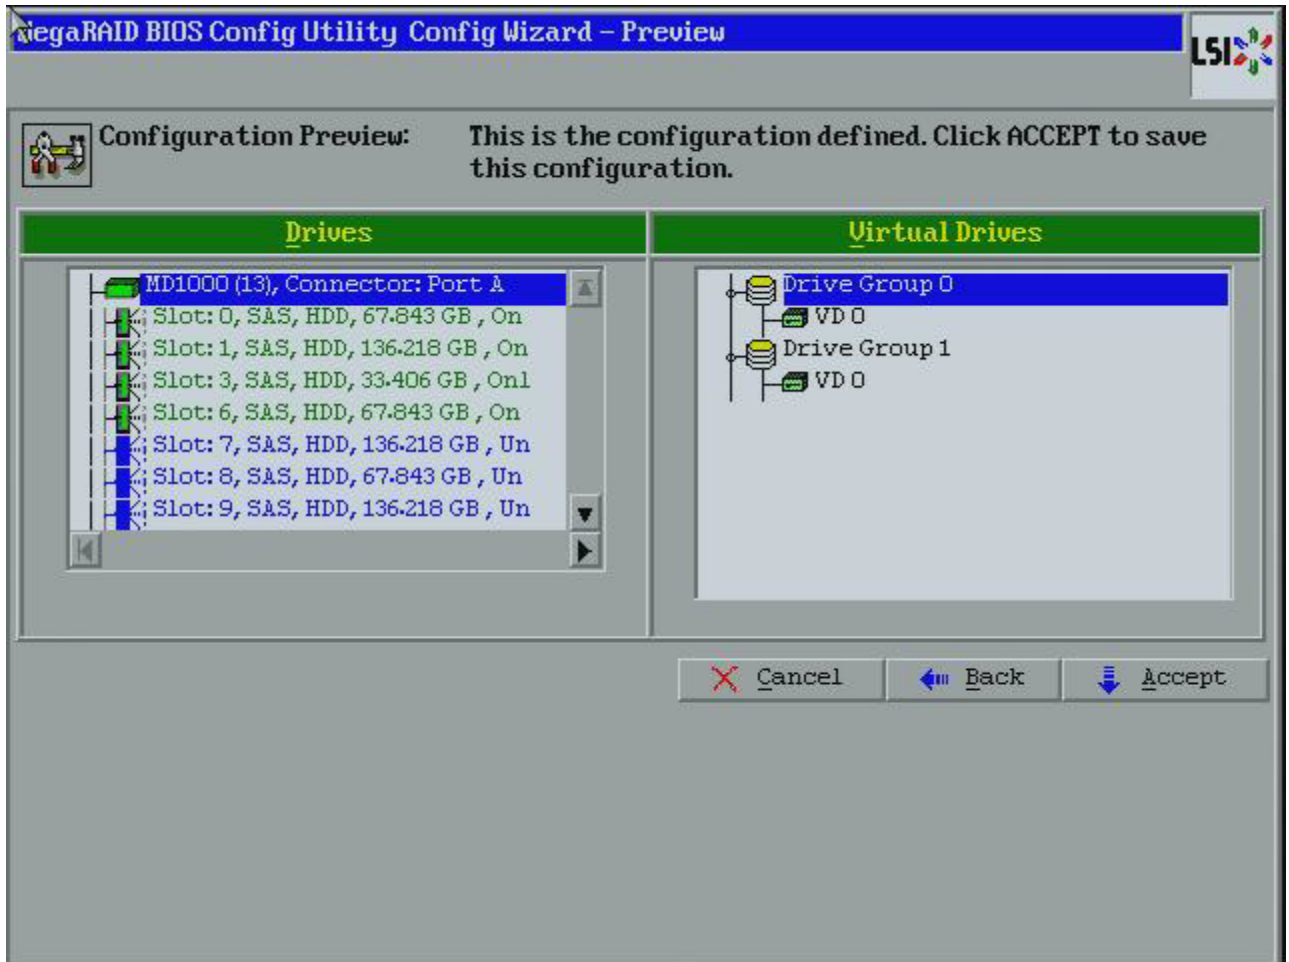 egaRAID BIOS Config Utility Config Wizard – Preview
LSI
Configuration Preview: This is the configuration defined. Click ACCEPT to save
this configuration.
Drives
MD1000 (13), Connector: Port A
Slot: 0, SAS, HDD, 67.843 GB , On
Slot: 1, SAS, HDD, 136.218 GB , On
Slot: 3, SAS, HDD, 33.406 GB , Onl
Slot: 6, SAS, HDD, 67.843 GB , On
Slot: 7, SAS, HDD, 136.218 GB , Un
Slot: 8, SAS, HDD, 67.843 GB , Un
Slot: 9, SAS, HDD, 136.218 GB , Un
Virtual Drives
Drive Group 0
VD 0
Drive Group 1
VD 0
Cancel
Back
Accept